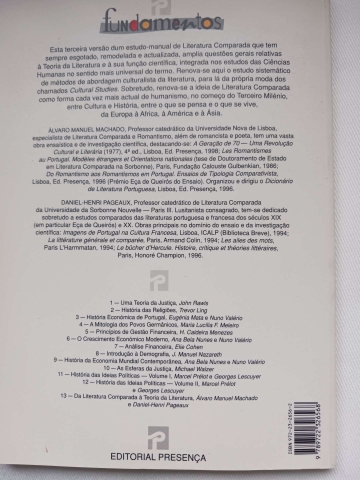 fundamentos
Esta terceira versão dum estudo-manual de Literatura Comparada que tem
sempre esgotado, remodelada e actualizada, amplia questões gerais relativas
à Teoria da Literatura e à sua função científica, integrada nos estudos das Ciências
Humanas no sentido mais universal do termo. Renova-se aqui o estudo sistemático
de métodos de abordagem culturalista da literatura, para lá da própria moda dos
chamados Cultural Studies. Sobretudo, renova-se a ideia de Literatura Comparada
como forma cada vez mais actual de humanismo, no começo do Terceiro Milénio,
entre Cultura e História, entre o que se pensa e o que se vive,
da Europa à África, à América e à Ásia.
ÁLVARO MANUEL MACHADO, Professor catedrático da Universidade Nova de Lisboa,
especialista de Literatura Comparada e Romantismo, além de romancista e poeta, tem uma vasta
obra ensaística e de investigação científica, destacando-se: A Geração de 70 — Uma Revolução
Cultural e Literária (1977), 4ª ed., Lisboa, Ed. Presença, 1998; Les Romantismes
au Portugal. Modèles étrangers et Orientations nationales (tese de Doutoramento de Estado
em Literatura Comparada na Sorbonne), Paris, Fundação Calouste Gulbenkian, 1986;
Do Romantismo aos Romantismos em Portugal. Ensaios de Tipologia Comparativista,
Lisboa, Ed. Presença, 1996 (Prémio Eça de Queirós do Ensaio). Organizou e dirigiu o Dicionário
de Literatura Portuguesa, Lisboa, Ed. Presença, 1996.
DANIEL-HENRI PAGEAUX, Professor catedrático de Literatura Comparada
da Universidade da Sorbonne Nouvelle — Paris III. Lusitanista consagrado, tem-se dedicado
sobretudo a estudos comparados das literaturas portuguesa e francesa dos séculos XIX
(em particular Eça de Queirós) e XX. Obras principais no domínio do ensaio e da investigação
científica: Imagens de Portugal na Cultura Francesa, Lisboa, ICALP (Biblioteca Breve), 1994;
La littérature générale et comparée, Paris, Armand Colin, 1994; Les ailes des mots,
Paris, L'Harmattan, 1994; Le bûcher d'Hercule. Histoire, critique et théories littéraires,
Paris, Honoré Champion, 1996.
1 — Uma Teoria da Justiça, John Rawls
2 — História das Religiões, Trevor Ling
3 — História Económica de Portugal, Eugénia Mata e Nuno Valério
4 — A Mitologia dos Povos Germânicos, Maria Lucília F. Meleiro
5 — Princípios de Gestão Financeira, H. Caldeira Menezes
6 — O Crescimento Económico Moderno, Ana Bela Nunes e Nuno Valério
7 — Análise Financeira, Elie Cohen
8 — Introdução à Demografia, J. Manuel Nazareth
9 — História da Economia Mundial Contemporânea, Ana Bela Nunes e Nuno Valério
10 — As Esferas da Justiça, Michael Walzer
11 — História das Ideias Políticas — Volume I, Marcel Prélot e Georges Lescuyer
12 — História das Ideias Políticas — Volume II, Marcel Prélot
e Georges Lescuyer
13 — Da Literatura Comparada à Teoria da Literatura, Álvaro Manuel Machado
e Daniel-Henri Pageaux
EDITORIAL PRESENÇA
ISBN 972-23-2656-2
9 789722 326568